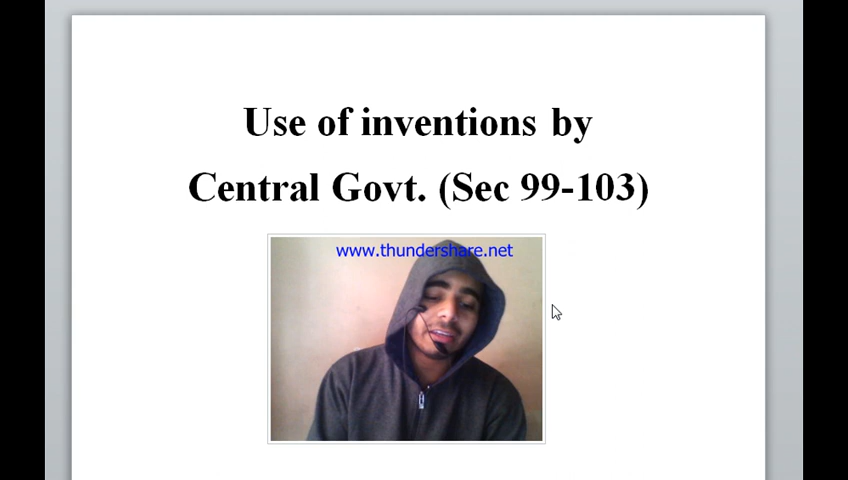 Use of inventions by
Central Govt. (Sec 99-103)
www.thundershare.net